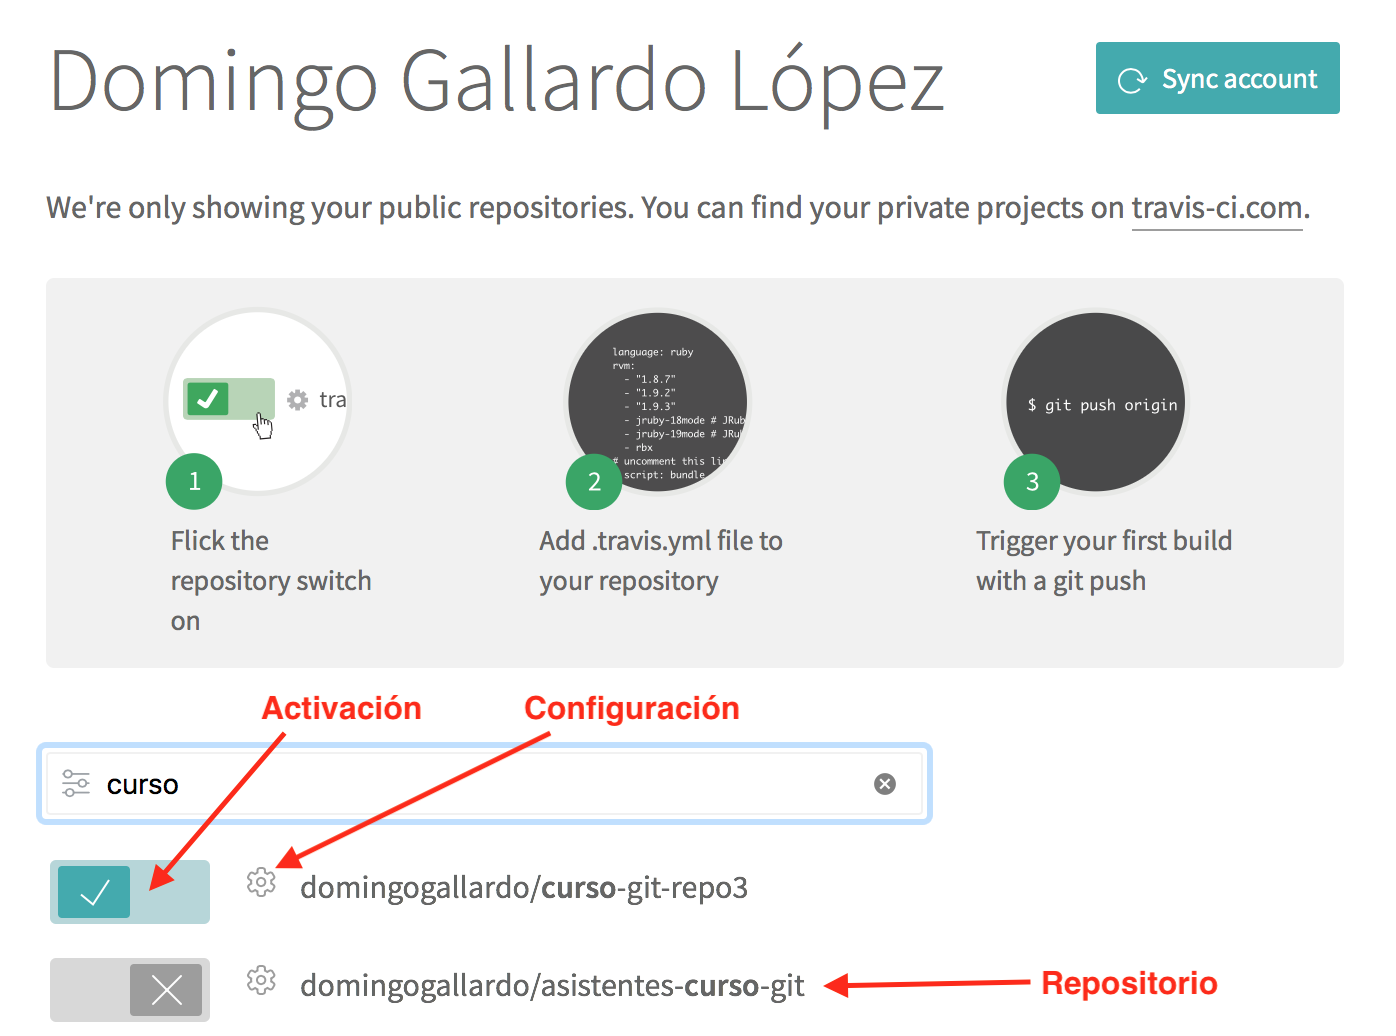 Domingo Gallardo López
Sync account
We're only showing your public repositories. You can find your private projects on travis-ci.com.
tra
language: ruby
rvm:
- "1.8.7"
- "1.9.2"
- "1.9.3"
- jruby-18mode # JRub
- jruby-19mode # JRu
- rbx
# uncomment this li
script: bundle
$ git push origin
1
2
3
Flick the
repository switch
on
Add .travis.yml file to
your repository
Trigger your first build
with a git push
Activación
Configuración
curso
domingogallardo/curso-git-repo3
domingogallardo/asistentes-curso-git
Repositorio